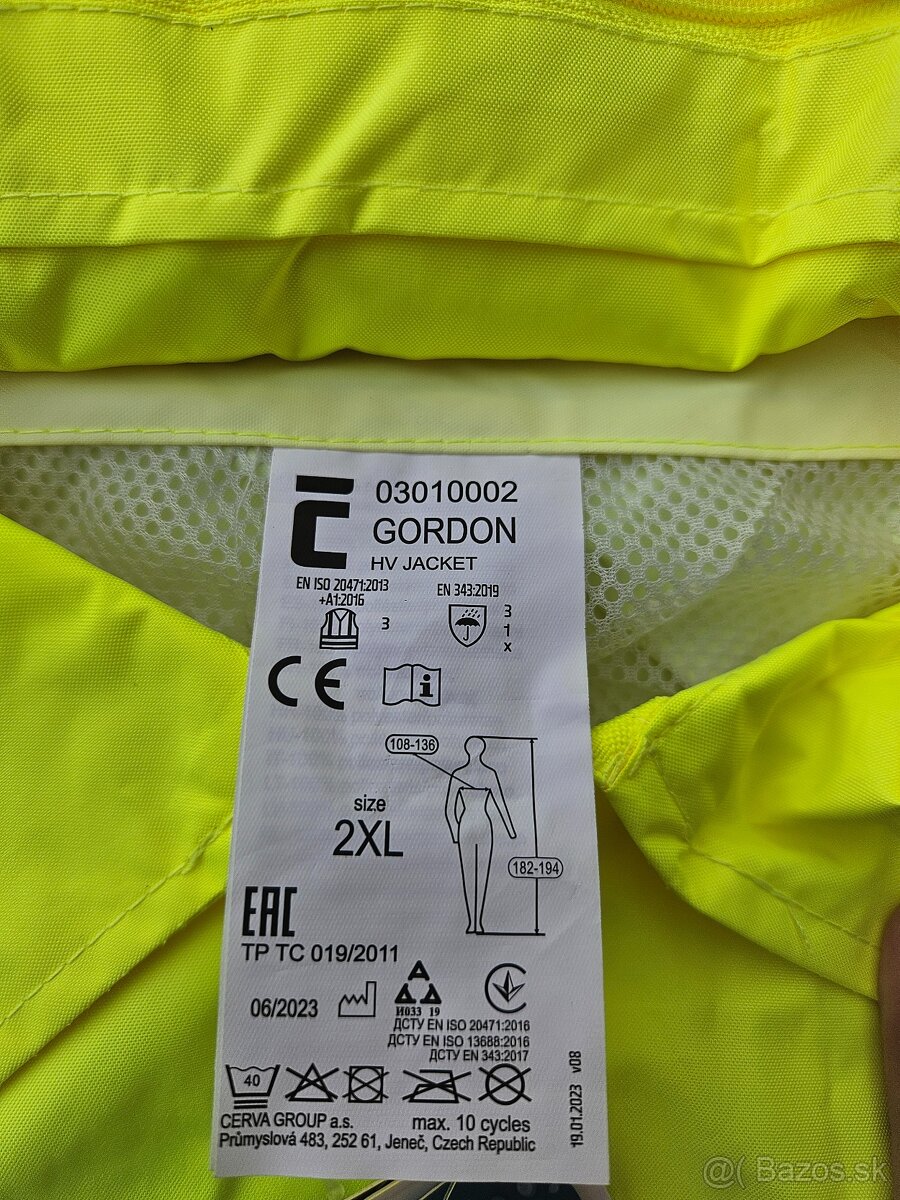 03010002
GORDON
HV JACKET
EN ISO 20471:2013
+A1:2016
EN 343:2019
3
3
1
x
CE
i
108-136
size
2XL
182-194
EAC
TP TC 019/2011
06/2023
И033 19
ДСТУ EN ISO 20471:2016
ДСТУ EN ISO 13688:2016
ДСТУ EN 343:2017
40
CERVA GROUP a.s.
max. 10 cycles
Průmyslová 483, 252 61, Jeneč, Czech Republic
19.01.2023 v08
@( Bazos.sk